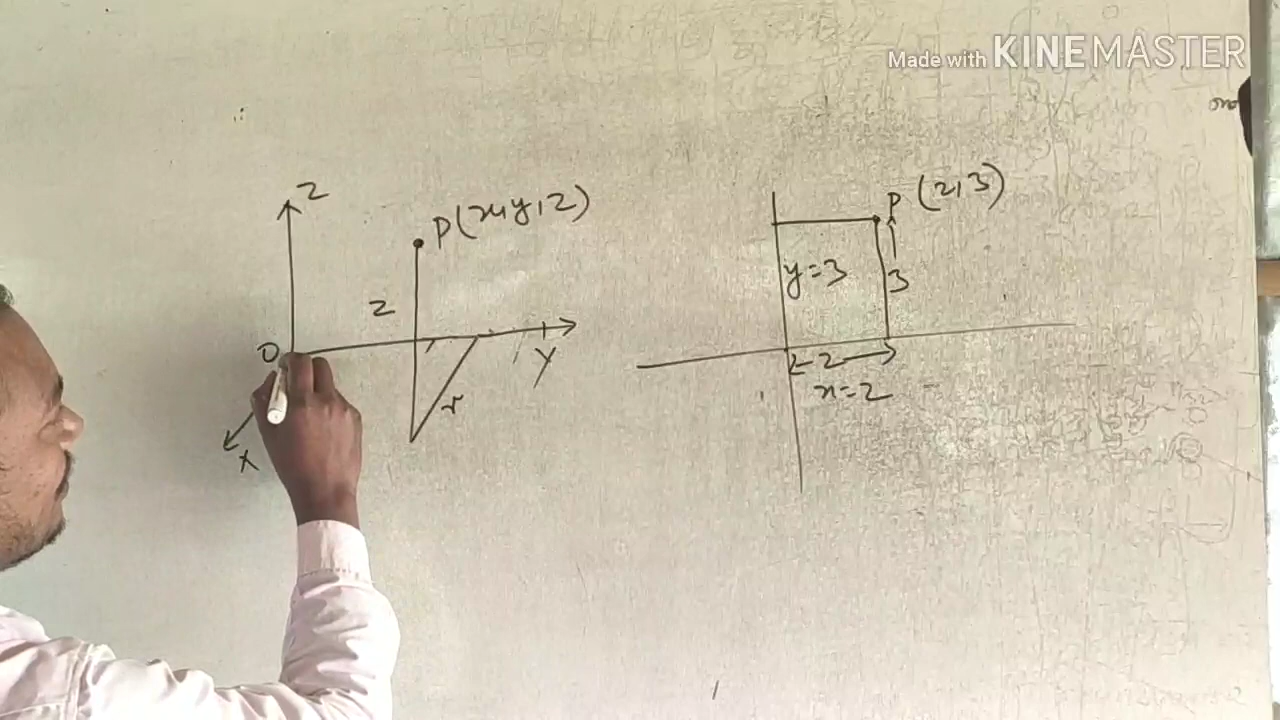 Made with KINEMASTER
z
P(x,y,z)
z
O
y
x
r
P (2,3)
y=3
3
2
x=2